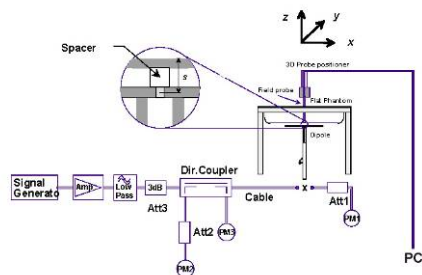 z
y
x
Spacer
s
3D Probe positioner
Field probe
Flat Phantom
Dipole
Signal
Generato
Amp
Low
Pass
3dB
Att3
Dir.Coupler
Cable
x
Att1
PM1
Att2
PM3
PM2
PC